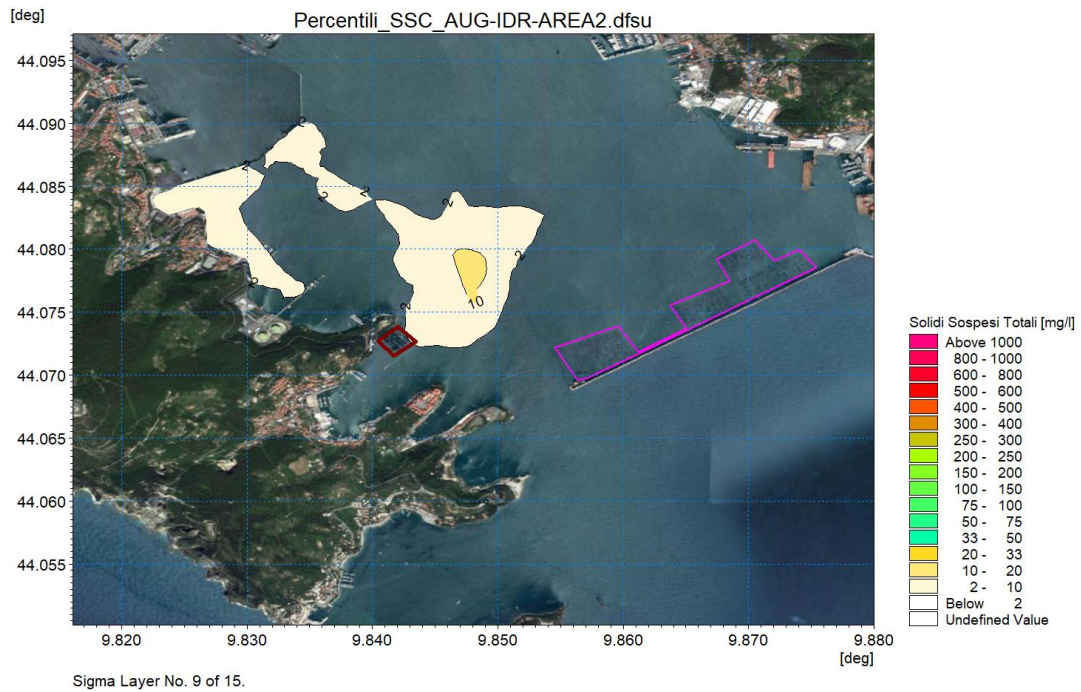 [deg]
Percentili_SSC_AUG-IDR-AREA2.dfsu
44.095
44.090
44.085
44.080
44.075
44.070
44.065
44.060
44.055
2
2
2
2
2
2
2
2
10
9.820
9.830
9.840
9.850
9.860
9.870
9.880
[deg]
Sigma Layer No. 9 of 15.
Solidi Sospesi Totali [mg/l]
Above 1000
800 - 1000
600 - 800
500 - 600
400 - 500
300 - 400
250 - 300
200 - 250
150 - 200
100 - 150
75 - 100
50 - 75
33 - 50
20 - 33
10 - 20
2 - 10
Below 2
Undefined Value